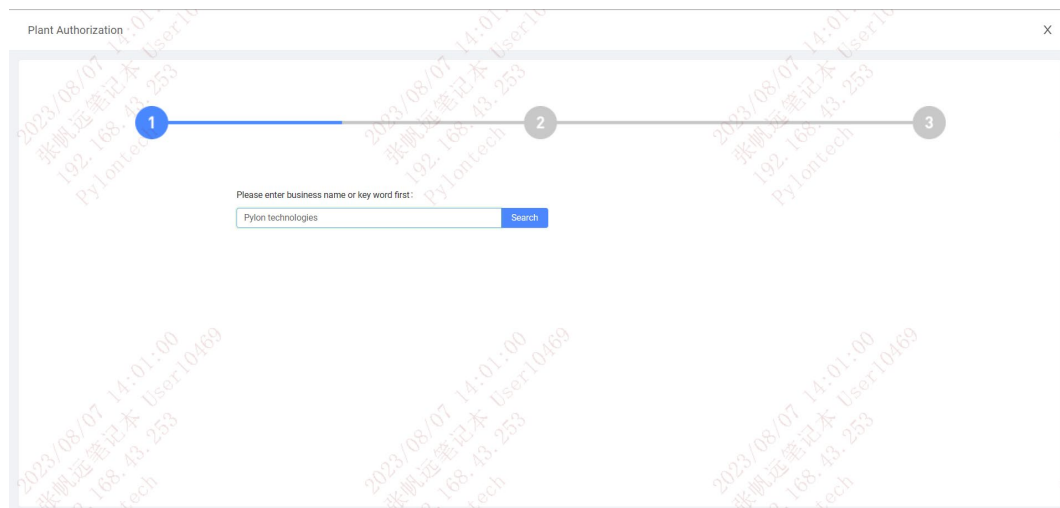 Plant Authorization
X
1
2
3
Please enter business name or key word first:
Pylon technologies
Search
2023/08/07 14:01:00
张帆远笔记本 User10469
192.168.43.253
Pylontech